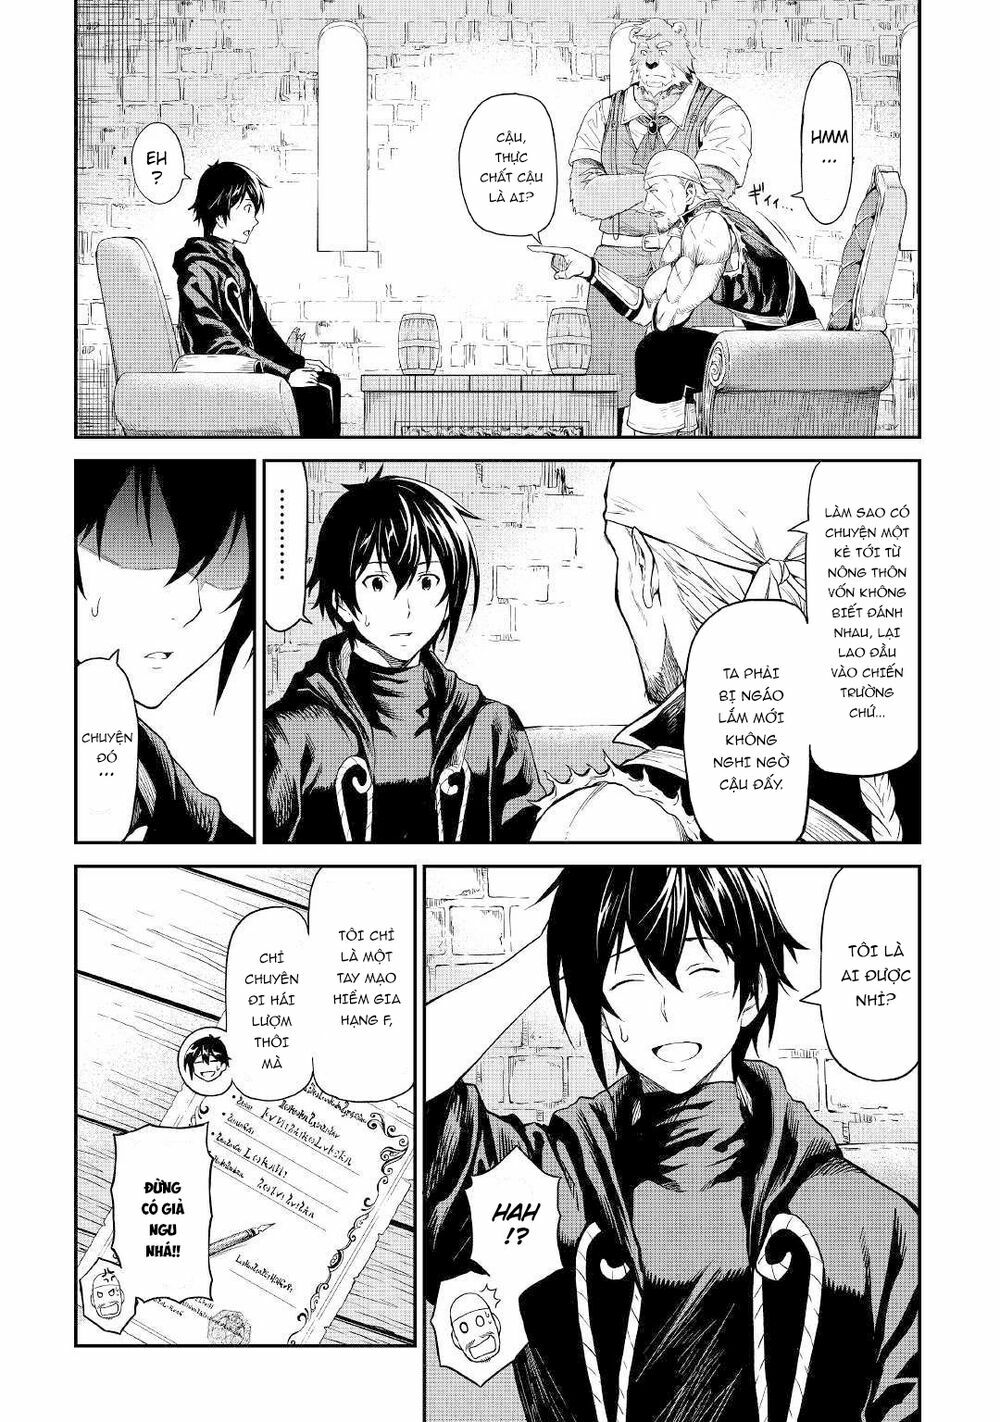 HMM
...
ギィィ...
CẬU,
THỰC
CHẤT CẬU
LÀ AI?
EH
?
LÀM SAO CÓ
CHUYỆN MỘT
KẺ TỚI TỪ
NÔNG THÔN
VỐN KHÔNG
BIẾT ĐÁNH
NHAU, LẠI
LAO ĐẦU
VÀO CHIẾN
TRƯỜNG
CHỨ...
TA PHẢI
BỊ NGÁO
LẮM MỚI
KHÔNG
NGHI NGỜ
CẬU ĐẤY.
.........
CHUYỆN
ĐÓ
...
TÔI LÀ
AI ĐƯỢC
NHỈ?
HAH
!?
TÔI CHỈ
LÀ MỘT
TAY MẠO
HIỂM GIA
HẠNG F,
CHỈ
CHUYÊN
ĐI HÁI
LƯỢM
THÔI
MÀ
ĐỪNG
CÓ GIẢ
NGU
NHÁ!!